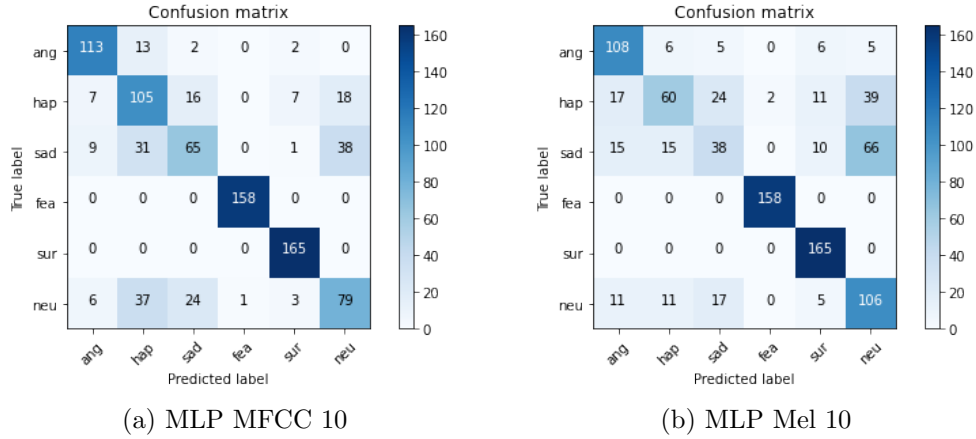 Confusion matrix
ang 113 13 2 0 2 0
hap 7 105 16 0 7 18
sad 9 31 65 0 1 38
fea 0 0 0 158 0 0
sur 0 0 0 0 165 0
neu 6 37 24 1 3 79
ang hap sad fea sur neu
True label
Predicted label
160
140
120
100
80
60
40
20
0
(a) MLP MFCC 10
Confusion matrix
ang 108 6 5 0 6 5
hap 17 60 24 2 11 39
sad 15 15 38 0 10 66
fea 0 0 0 158 0 0
sur 0 0 0 0 165 0
neu 11 11 17 0 5 106
ang hap sad fea sur neu
True label
Predicted label
160
140
120
100
80
60
40
20
0
(b) MLP Mel 10